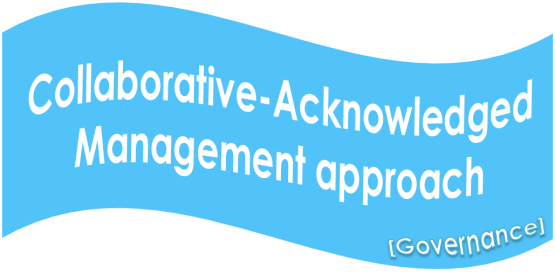 Collaborative-Acknowledged
Management approach
[Governance]